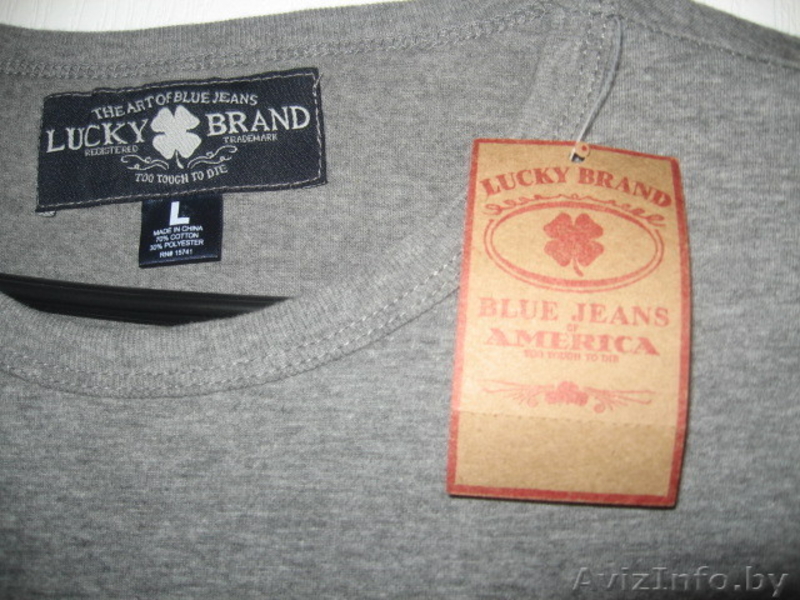 THE ART OF BLUE JEANS
LUCKY BRAND
REGISTERED TRADEMARK
TOO TOUGH TO DIE
L
MADE IN CHINA
70% COTTON
30% POLYESTER
RN# 15741
LUCKY BRAND
BLUE JEANS
OF
AMERICA
TOO TOUGH TO DIE
AvizInfo.by